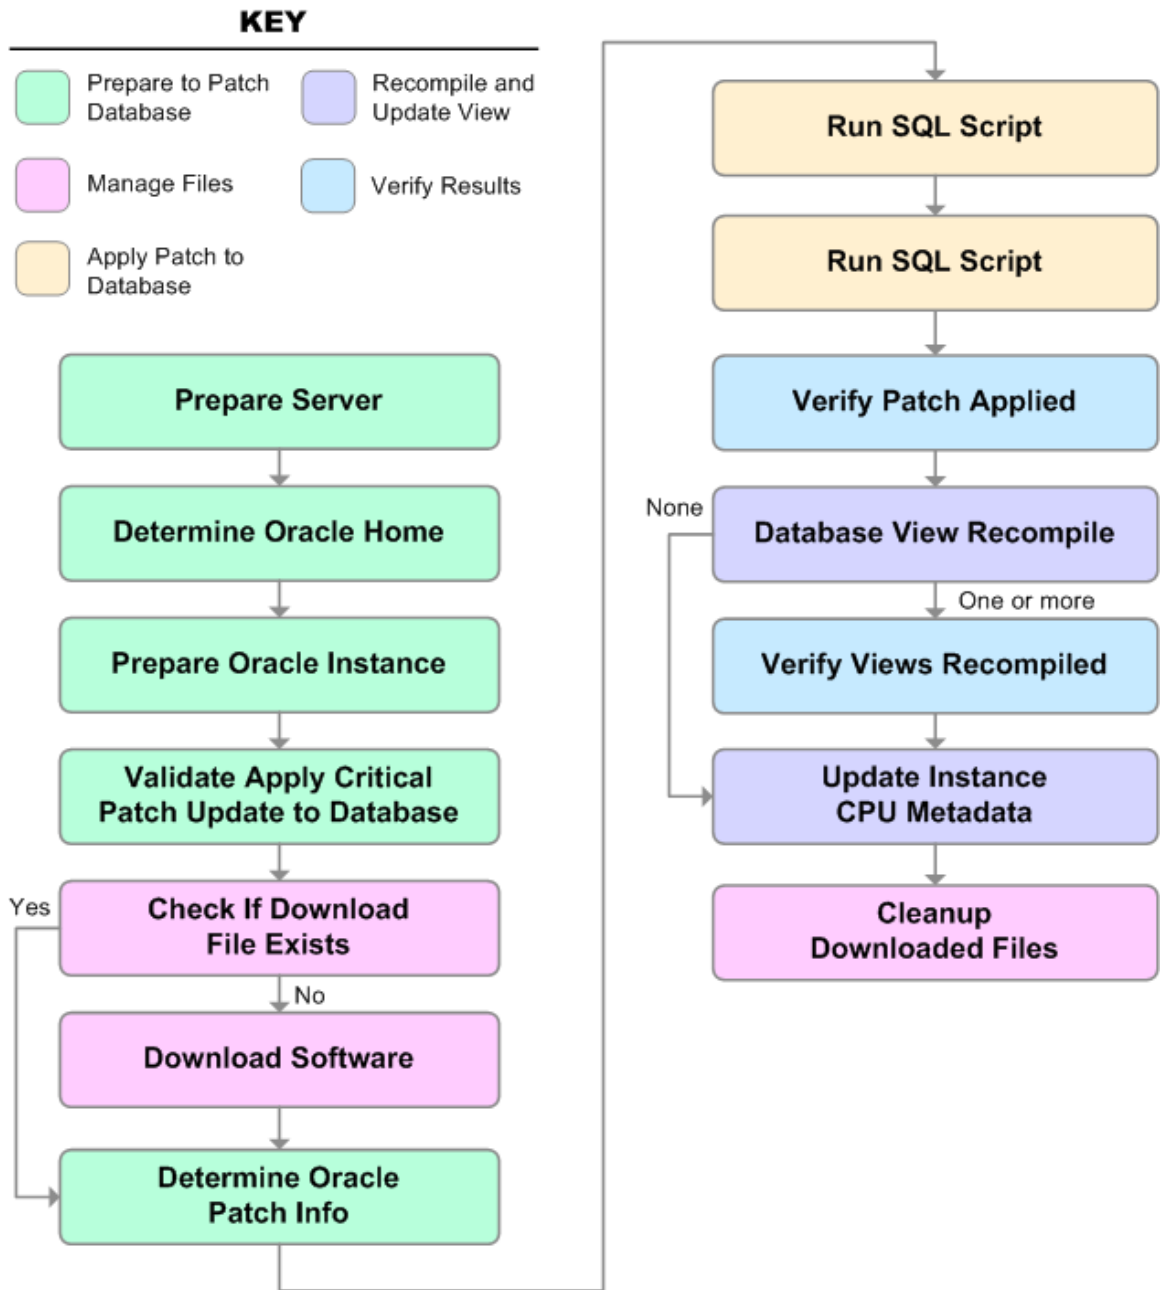 KEY
Prepare to Patch
Database
Recompile and
Update View
Manage Files
Verify Results
Apply Patch to
Database
Prepare Server
Determine Oracle Home
Prepare Oracle Instance
Validate Apply Critical
Patch Update to Database
Yes
Check If Download
File Exists
No
Download Software
Determine Oracle
Patch Info
Run SQL Script
Run SQL Script
Verify Patch Applied
None
Database View Recompile
One or more
Verify Views Recompiled
Update Instance
CPU Metadata
Cleanup
Downloaded Files